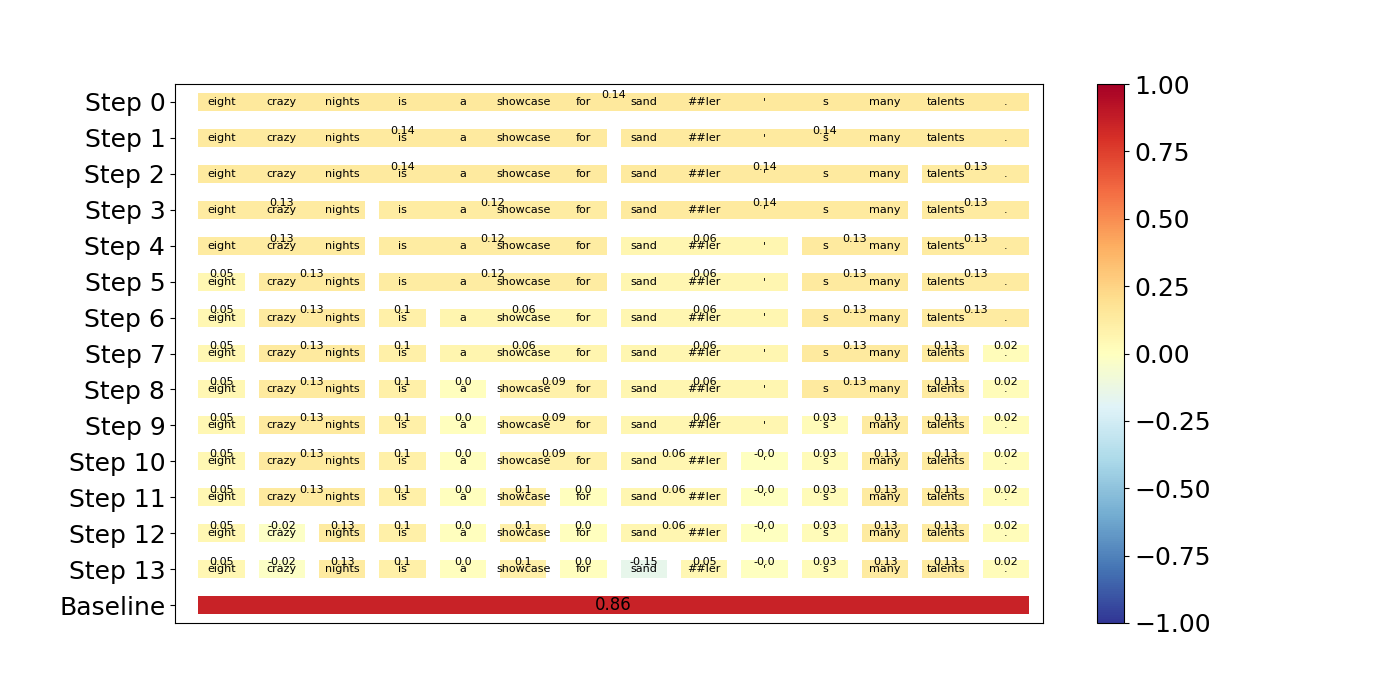 0.14
Step 0 eight crazy nights is a showcase for sand ##ler ' s many talents .
0.14 0.14
Step 1 eight crazy nights is a showcase for sand ##ler ' s many talents .
0.14 0.14 0.13
Step 2 eight crazy nights is a showcase for sand ##ler ' s many talents .
0.13 0.12 0.14 0.13
Step 3 eight crazy nights is a showcase for sand ##ler ' s many talents .
0.13 0.12 0.06 0.13 0.13
Step 4 eight crazy nights is a showcase for sand ##ler ' s many talents .
0.05 0.13 0.12 0.06 0.13 0.13
Step 5 eight crazy nights is a showcase for sand ##ler ' s many talents .
0.05 0.13 0.1 0.06 0.06 0.13 0.13
Step 6 eight crazy nights is a showcase for sand ##ler ' s many talents .
0.05 0.13 0.1 0.06 0.06 0.13 0.13 0.02
Step 7 eight crazy nights is a showcase for sand ##ler ' s many talents .
0.05 0.13 0.1 0.0 0.09 0.06 0.13 0.13 0.02
Step 8 eight crazy nights is a showcase for sand ##ler ' s many talents .
0.05 0.13 0.1 0.0 0.09 0.06 0.03 0.13 0.13 0.02
Step 9 eight crazy nights is a showcase for sand ##ler ' s many talents .
0.05 0.13 0.1 0.0 0.09 0.06 -0.0 0.03 0.13 0.13 0.02
Step 10 eight crazy nights is a showcase for sand ##ler ' s many talents .
0.05 0.13 0.1 0.0 0.1 0.0 0.06 -0.0 0.03 0.13 0.13 0.02
Step 11 eight crazy nights is a showcase for sand ##ler ' s many talents .
0.05 -0.02 0.13 0.1 0.0 0.1 0.0 0.06 -0.0 0.03 0.13 0.13 0.02
Step 12 eight crazy nights is a showcase for sand ##ler ' s many talents .
0.05 -0.02 0.13 0.1 0.0 0.1 0.0 -0.15 0.05 -0.0 0.03 0.13 0.13 0.02
Step 13 eight crazy nights is a showcase for sand ##ler ' s many talents .
Baseline 0.86
1.00
0.75
0.50
0.25
0.00
−0.25
−0.50
−0.75
−1.00